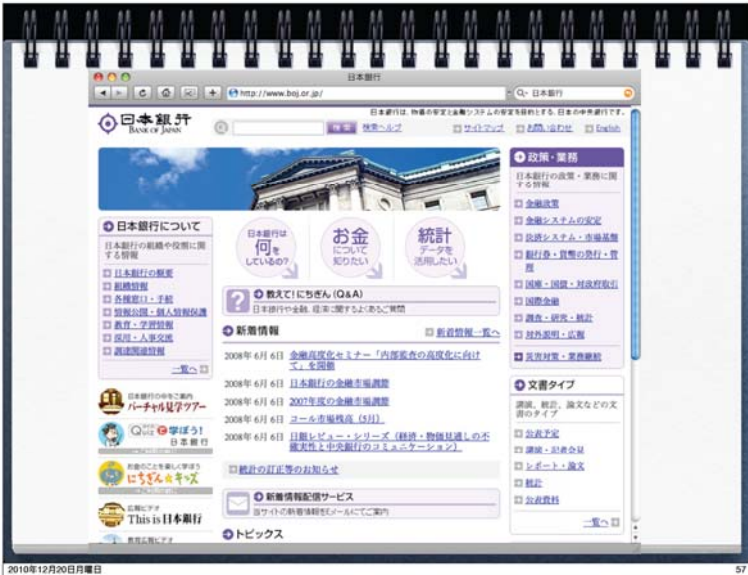 日本銀行
http://www.boj.or.jp/
Q- 日本銀行
日本銀行は、物価の安定と金融システムの安定を目的とする、日本の中央銀行です。
日本銀行
BANK OF JAPAN
検索
検索ヘルプ
サイトマップ
お問い合わせ
English
日本銀行について
日本銀行の組織や役割に関する情報
日本銀行の概要
組織情報
各種窓口・手続
情報公開・個人情報保護
教育・学習情報
採用・人事交流
調達関連情報
一覧へ
日本銀行の中をご案内
バーチャル見学ツアー
Quizで学ぼう!
日本銀行
お金のことを楽しく学ぼう
にちぎん☆キッズ
広報ビデオ
This is 日本銀行
教育広報ビデオ
日本銀行は
何を
しているの?
お金
について
知りたい
統計
データを
活用したい
教えて!にちぎん(Q&A)
日本銀行や金融、経済に関するよくあるご質問
新着情報
新着情報一覧へ
2008年 6月 6日 金融高度化セミナー「内部監査の高度化に向け
て」を開催
2008年 6月 6日 日本銀行の金融市場調節
2008年 6月 6日 2007年度の金融市場調節
2008年 6月 6日 コール市場残高(5月)
2008年 6月 6日 日銀レビュー・シリーズ(経済・物価見通しの不
確実性と中央銀行のコミュニケーション)
統計の訂正等のお知らせ
新着情報配信サービス
当サイトの新着情報をEメールにてご案内
トピックス
政策・業務
日本銀行の政策・業務に関
する情報
金融政策
金融システムの安定
決済システム・市場基盤
銀行券・貨幣の発行・管
理
国庫・国債・対政府取引
国際金融
調査・研究・統計
対外説明・広報
災害対策・業務継続
文書タイプ
講演、統計、論文などの文
書のタイプ
公表予定
講演・記者会見
レポート・論文
統計
公表資料
一覧へ
2010年12月20日月曜日
57